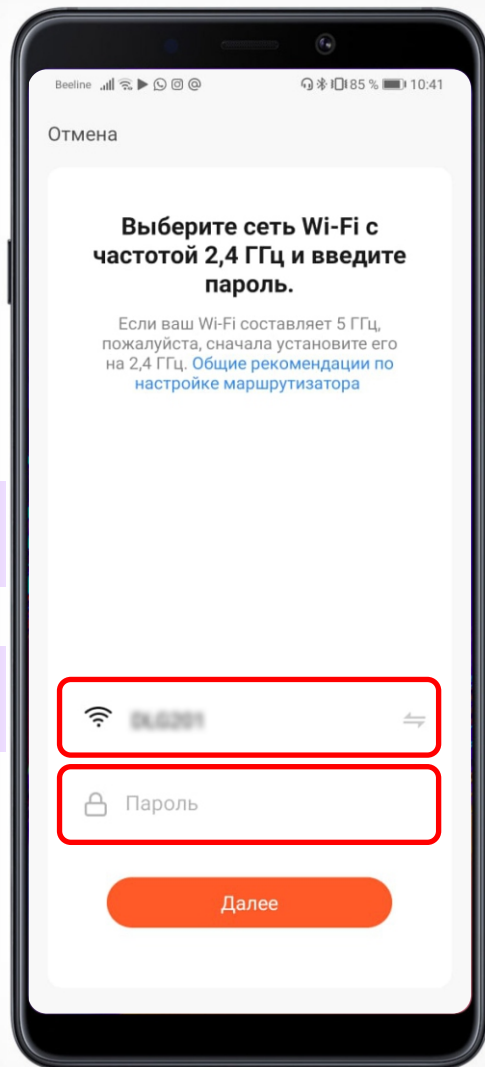 Beeline 85 % 10:41
Отмена
Выберите сеть Wi-Fi с
частотой 2,4 ГГц и введите
пароль.
Если ваш Wi-Fi составляет 5 ГГц,
пожалуйста, сначала установите его
на 2,4 ГГц. Общие рекомендации по
настройке маршрутизатора
Пароль
Далее